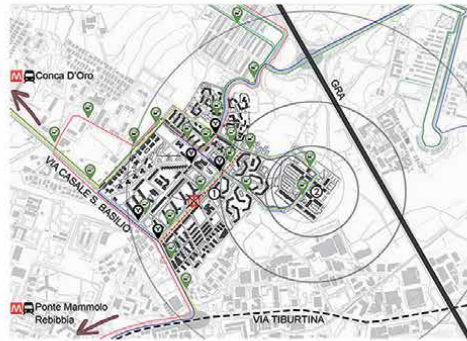 M Conca D'Oro
GRA
VIA CASALE S. BASILIO
1
2
M Ponte Mammolo
Rebibbia
VIA TIBURTINA